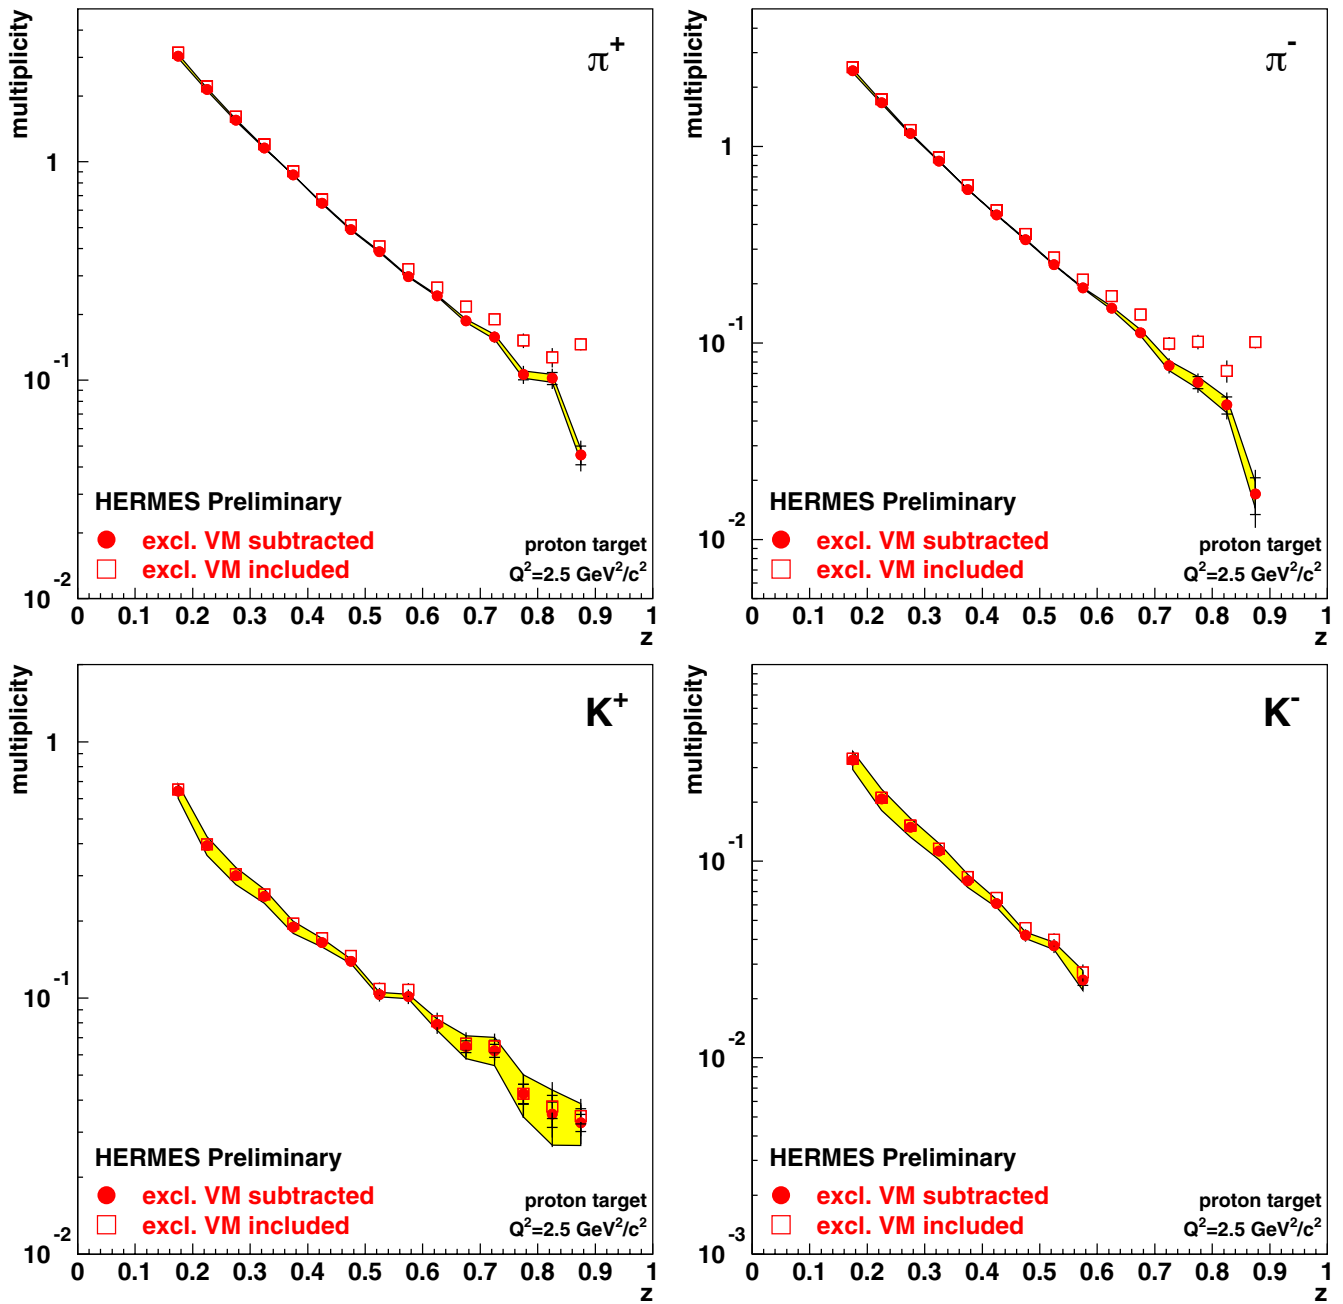 multiplicity
π⁺
1
10⁻¹
10⁻²
HERMES Preliminary
excl. VM subtracted
excl. VM included
proton target
Q²=2.5 GeV²/c²
0 0.1 0.2 0.3 0.4 0.5 0.6 0.7 0.8 0.9 1
z
multiplicity
π⁻
1
10⁻¹
10⁻²
HERMES Preliminary
excl. VM subtracted
excl. VM included
proton target
Q²=2.5 GeV²/c²
0 0.1 0.2 0.3 0.4 0.5 0.6 0.7 0.8 0.9 1
z
multiplicity
K⁺
1
10⁻¹
10⁻²
HERMES Preliminary
excl. VM subtracted
excl. VM included
proton target
Q²=2.5 GeV²/c²
0 0.1 0.2 0.3 0.4 0.5 0.6 0.7 0.8 0.9 1
z
multiplicity
K⁻
10⁻¹
10⁻²
10⁻³
HERMES Preliminary
excl. VM subtracted
excl. VM included
proton target
Q²=2.5 GeV²/c²
0 0.1 0.2 0.3 0.4 0.5 0.6 0.7 0.8 0.9 1
z